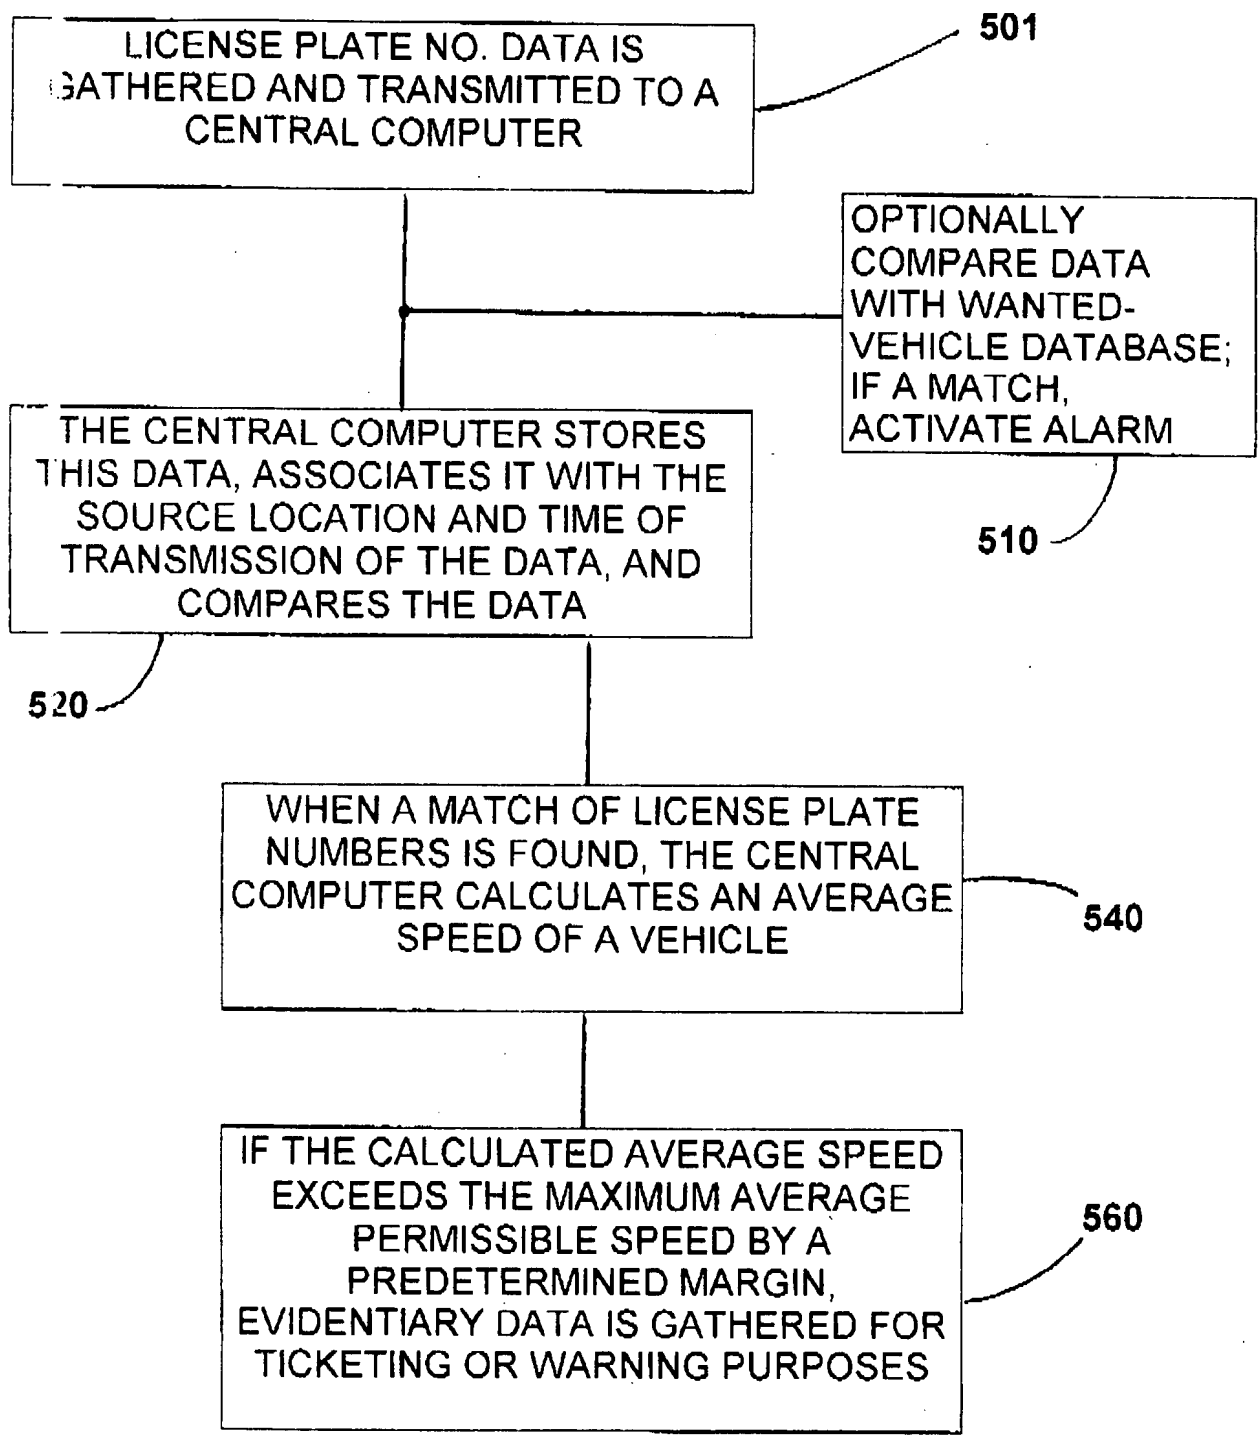 501
LICENSE PLATE NO. DATA IS
GATHERED AND TRANSMITTED TO A
CENTRAL COMPUTER
OPTIONALLY
COMPARE DATA
WITH WANTED-
VEHICLE DATABASE;
IF A MATCH,
ACTIVATE ALARM
510
THE CENTRAL COMPUTER STORES
THIS DATA, ASSOCIATES IT WITH THE
SOURCE LOCATION AND TIME OF
TRANSMISSION OF THE DATA, AND
COMPARES THE DATA
520
WHEN A MATCH OF LICENSE PLATE
NUMBERS IS FOUND, THE CENTRAL
COMPUTER CALCULATES AN AVERAGE
SPEED OF A VEHICLE
540
IF THE CALCULATED AVERAGE SPEED
EXCEEDS THE MAXIMUM AVERAGE
PERMISSIBLE SPEED BY A
PREDETERMINED MARGIN,
EVIDENTIARY DATA IS GATHERED FOR
TICKETING OR WARNING PURPOSES
560